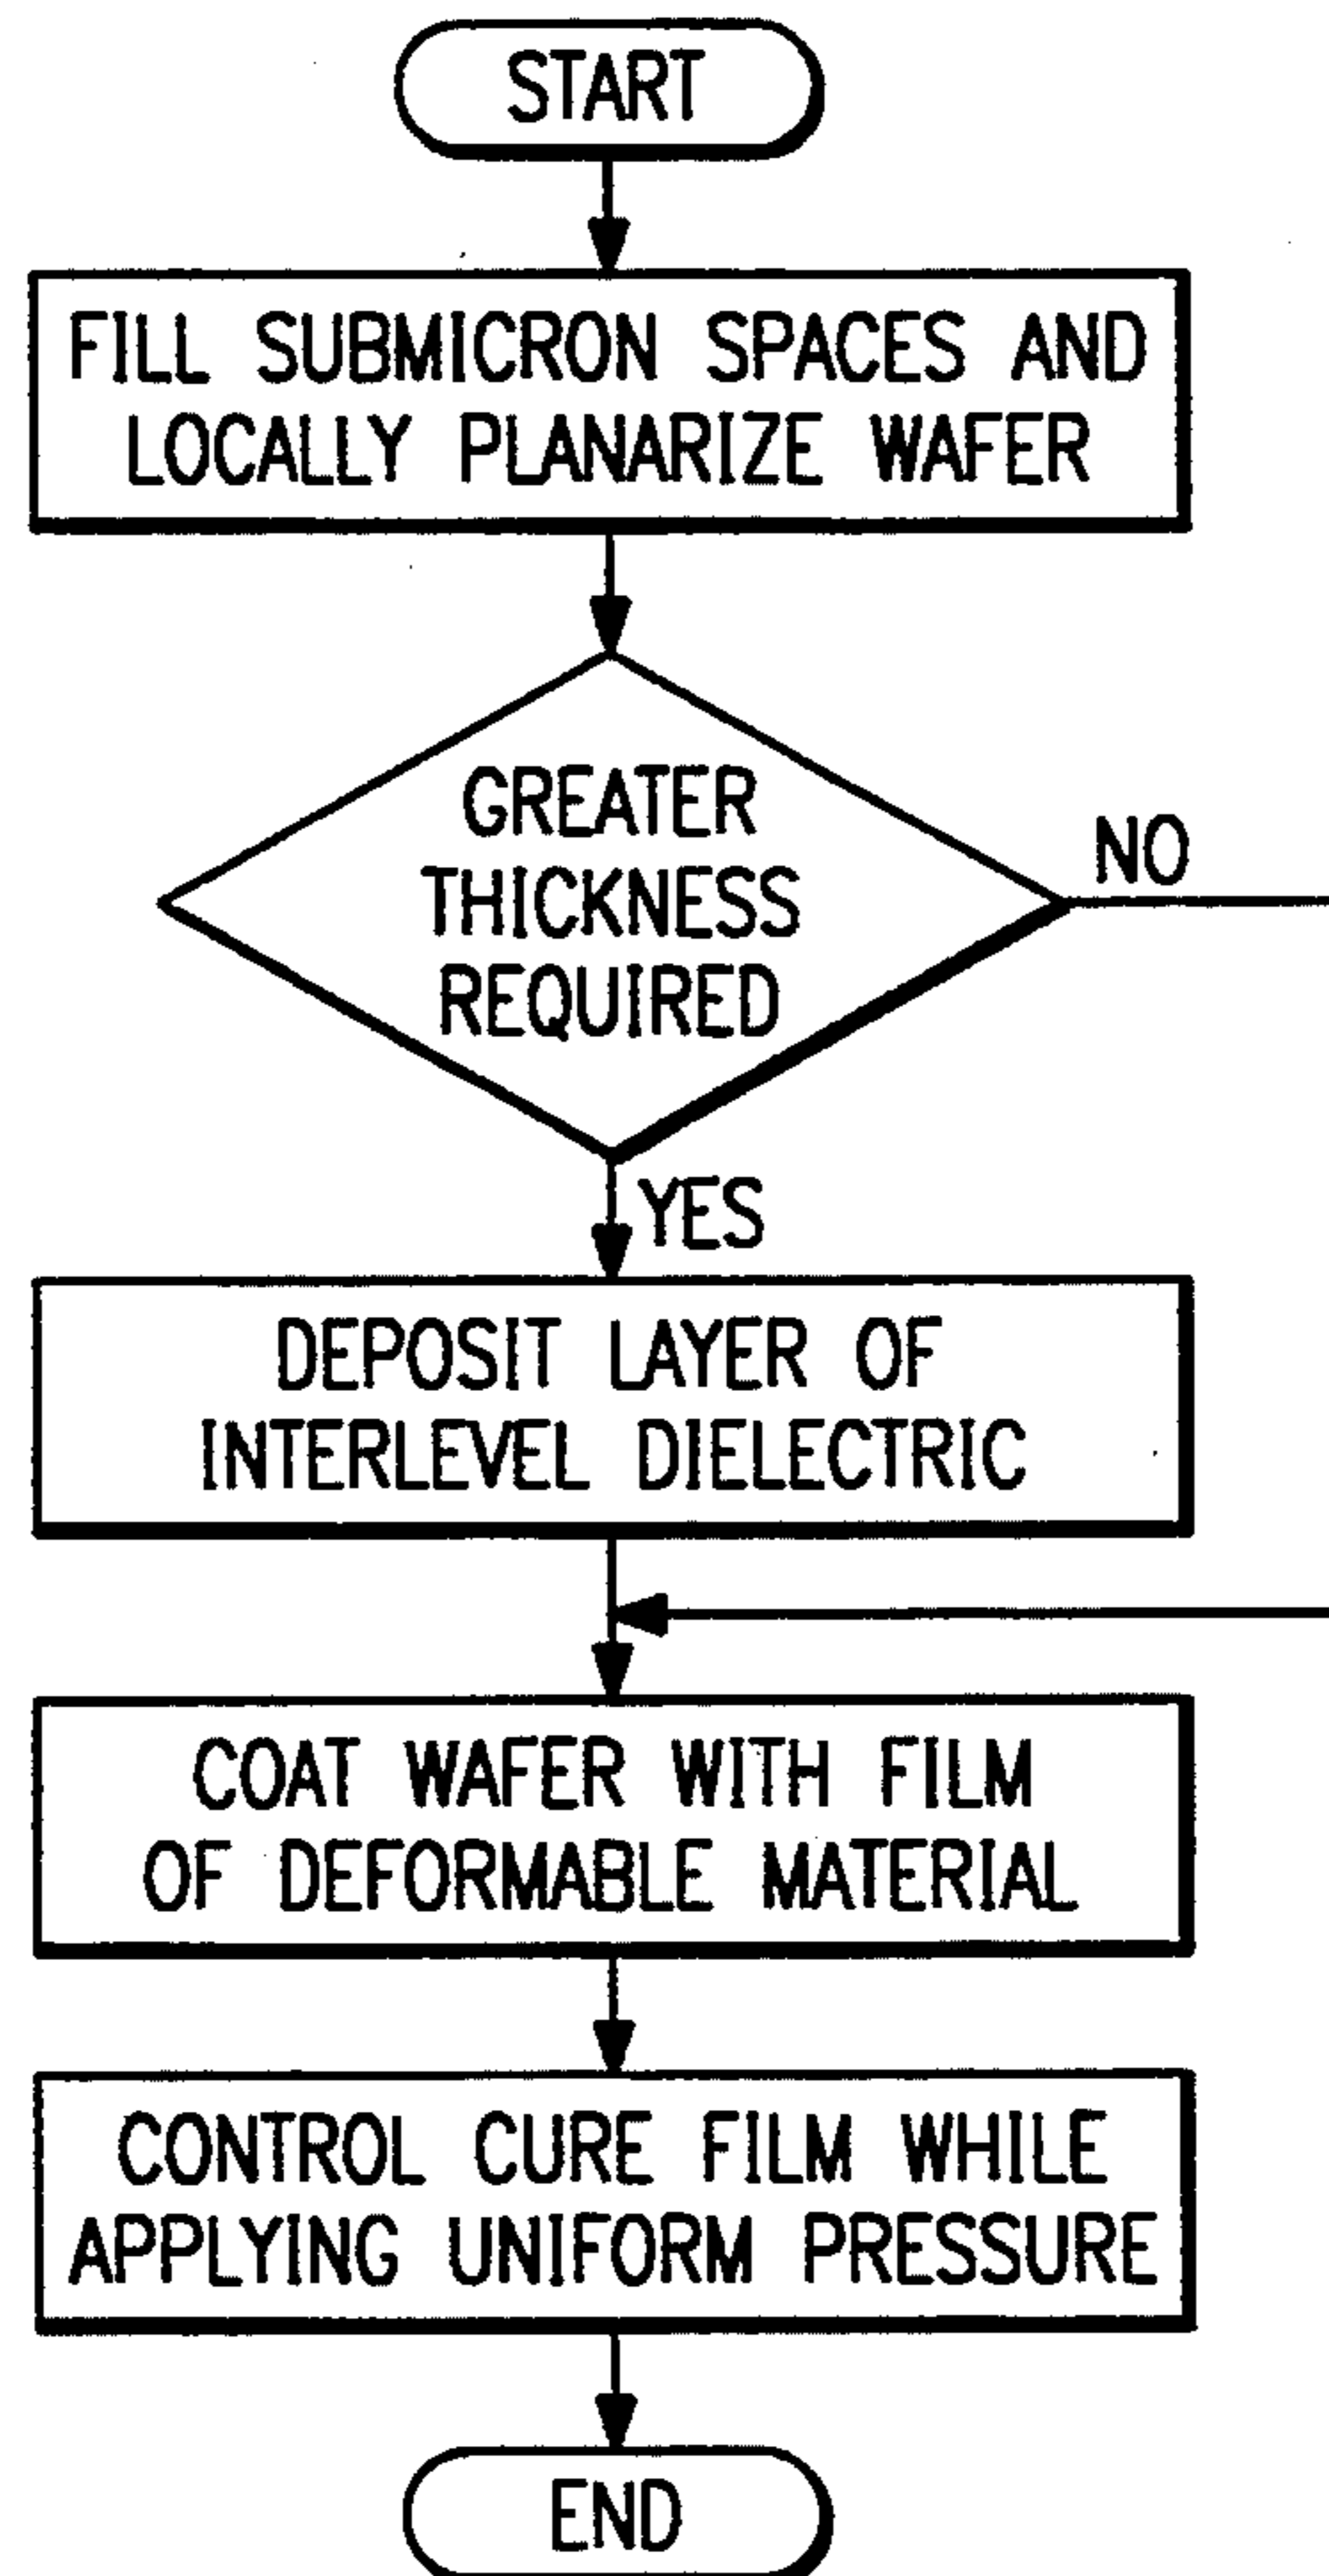 START
FILL SUBMICRON SPACES AND
LOCALLY PLANARIZE WAFER
GREATER
THICKNESS
REQUIRED
NO
YES
DEPOSIT LAYER OF
INTERLEVEL DIELECTRIC
COAT WAFER WITH FILM
OF DEFORMABLE MATERIAL
CONTROL CURE FILM WHILE
APPLYING UNIFORM PRESSURE
END